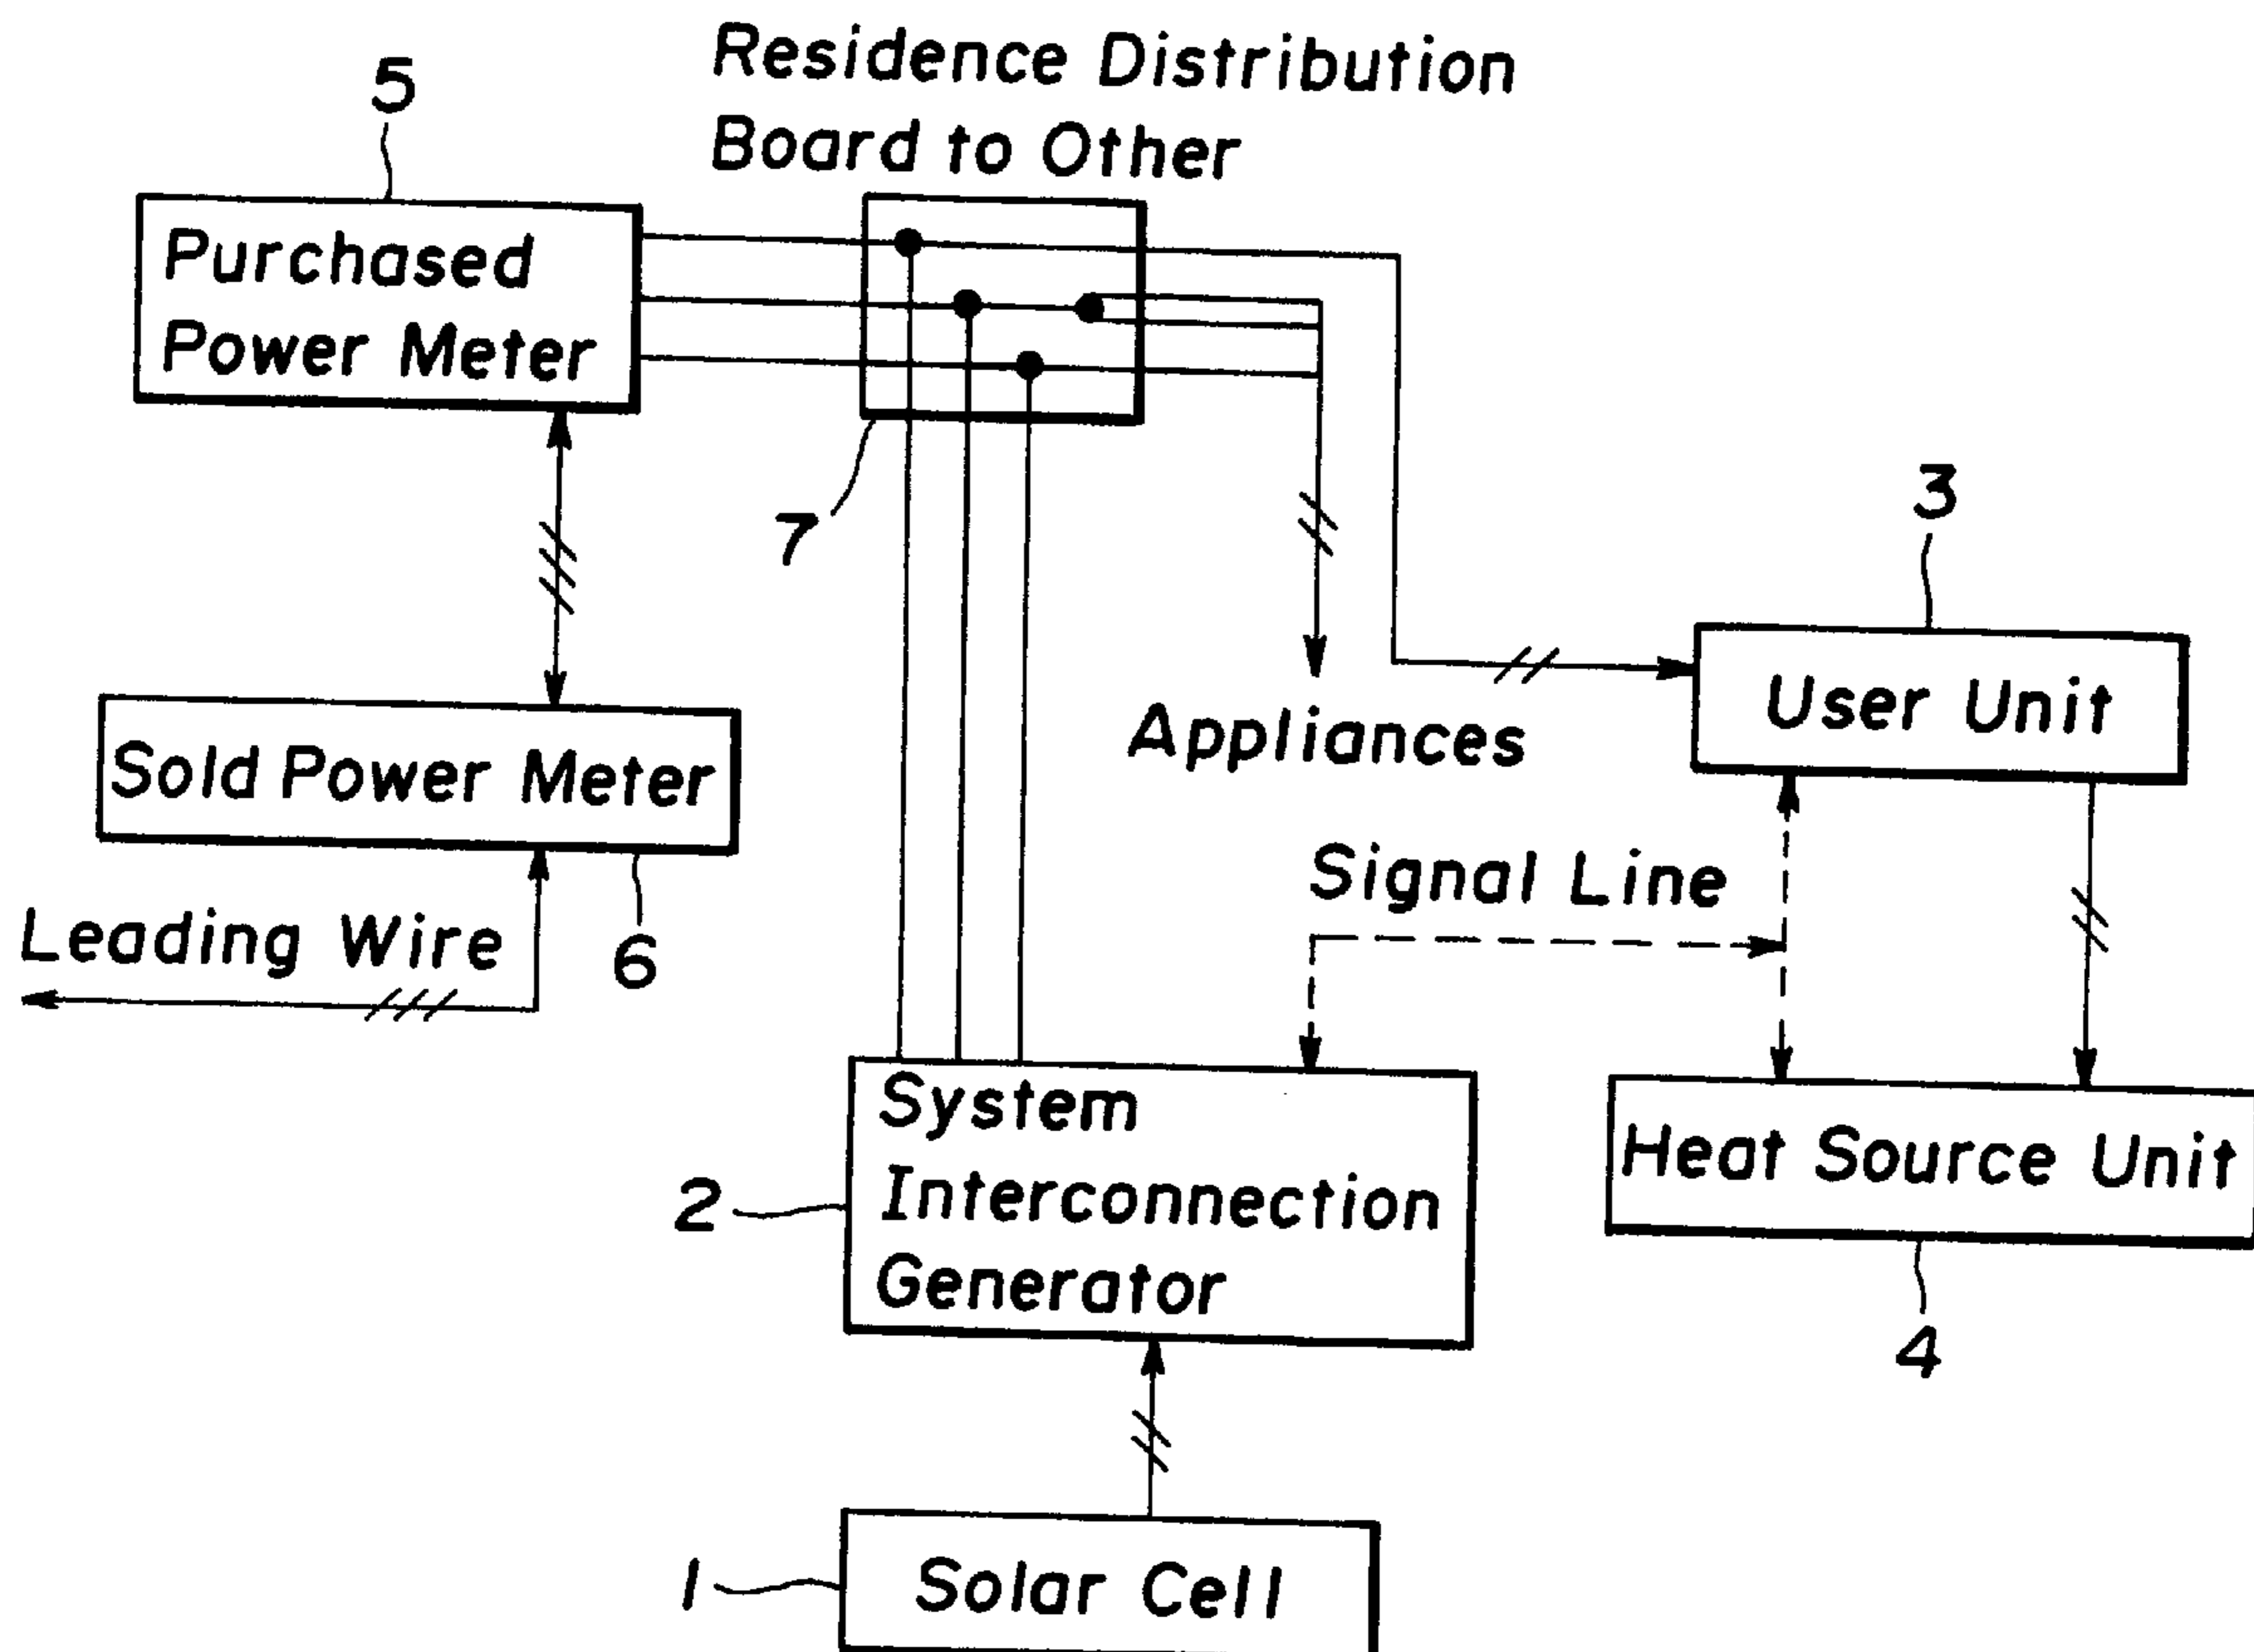 Residence Distribution
Board to Other
5
Purchased
Power Meter
7
3
User Unit
Appliances
Sold Power Meter
Signal Line
Leading Wire
6
System
Interconnection
Generator
2
Heat Source Unit
4
1
Solar Cell